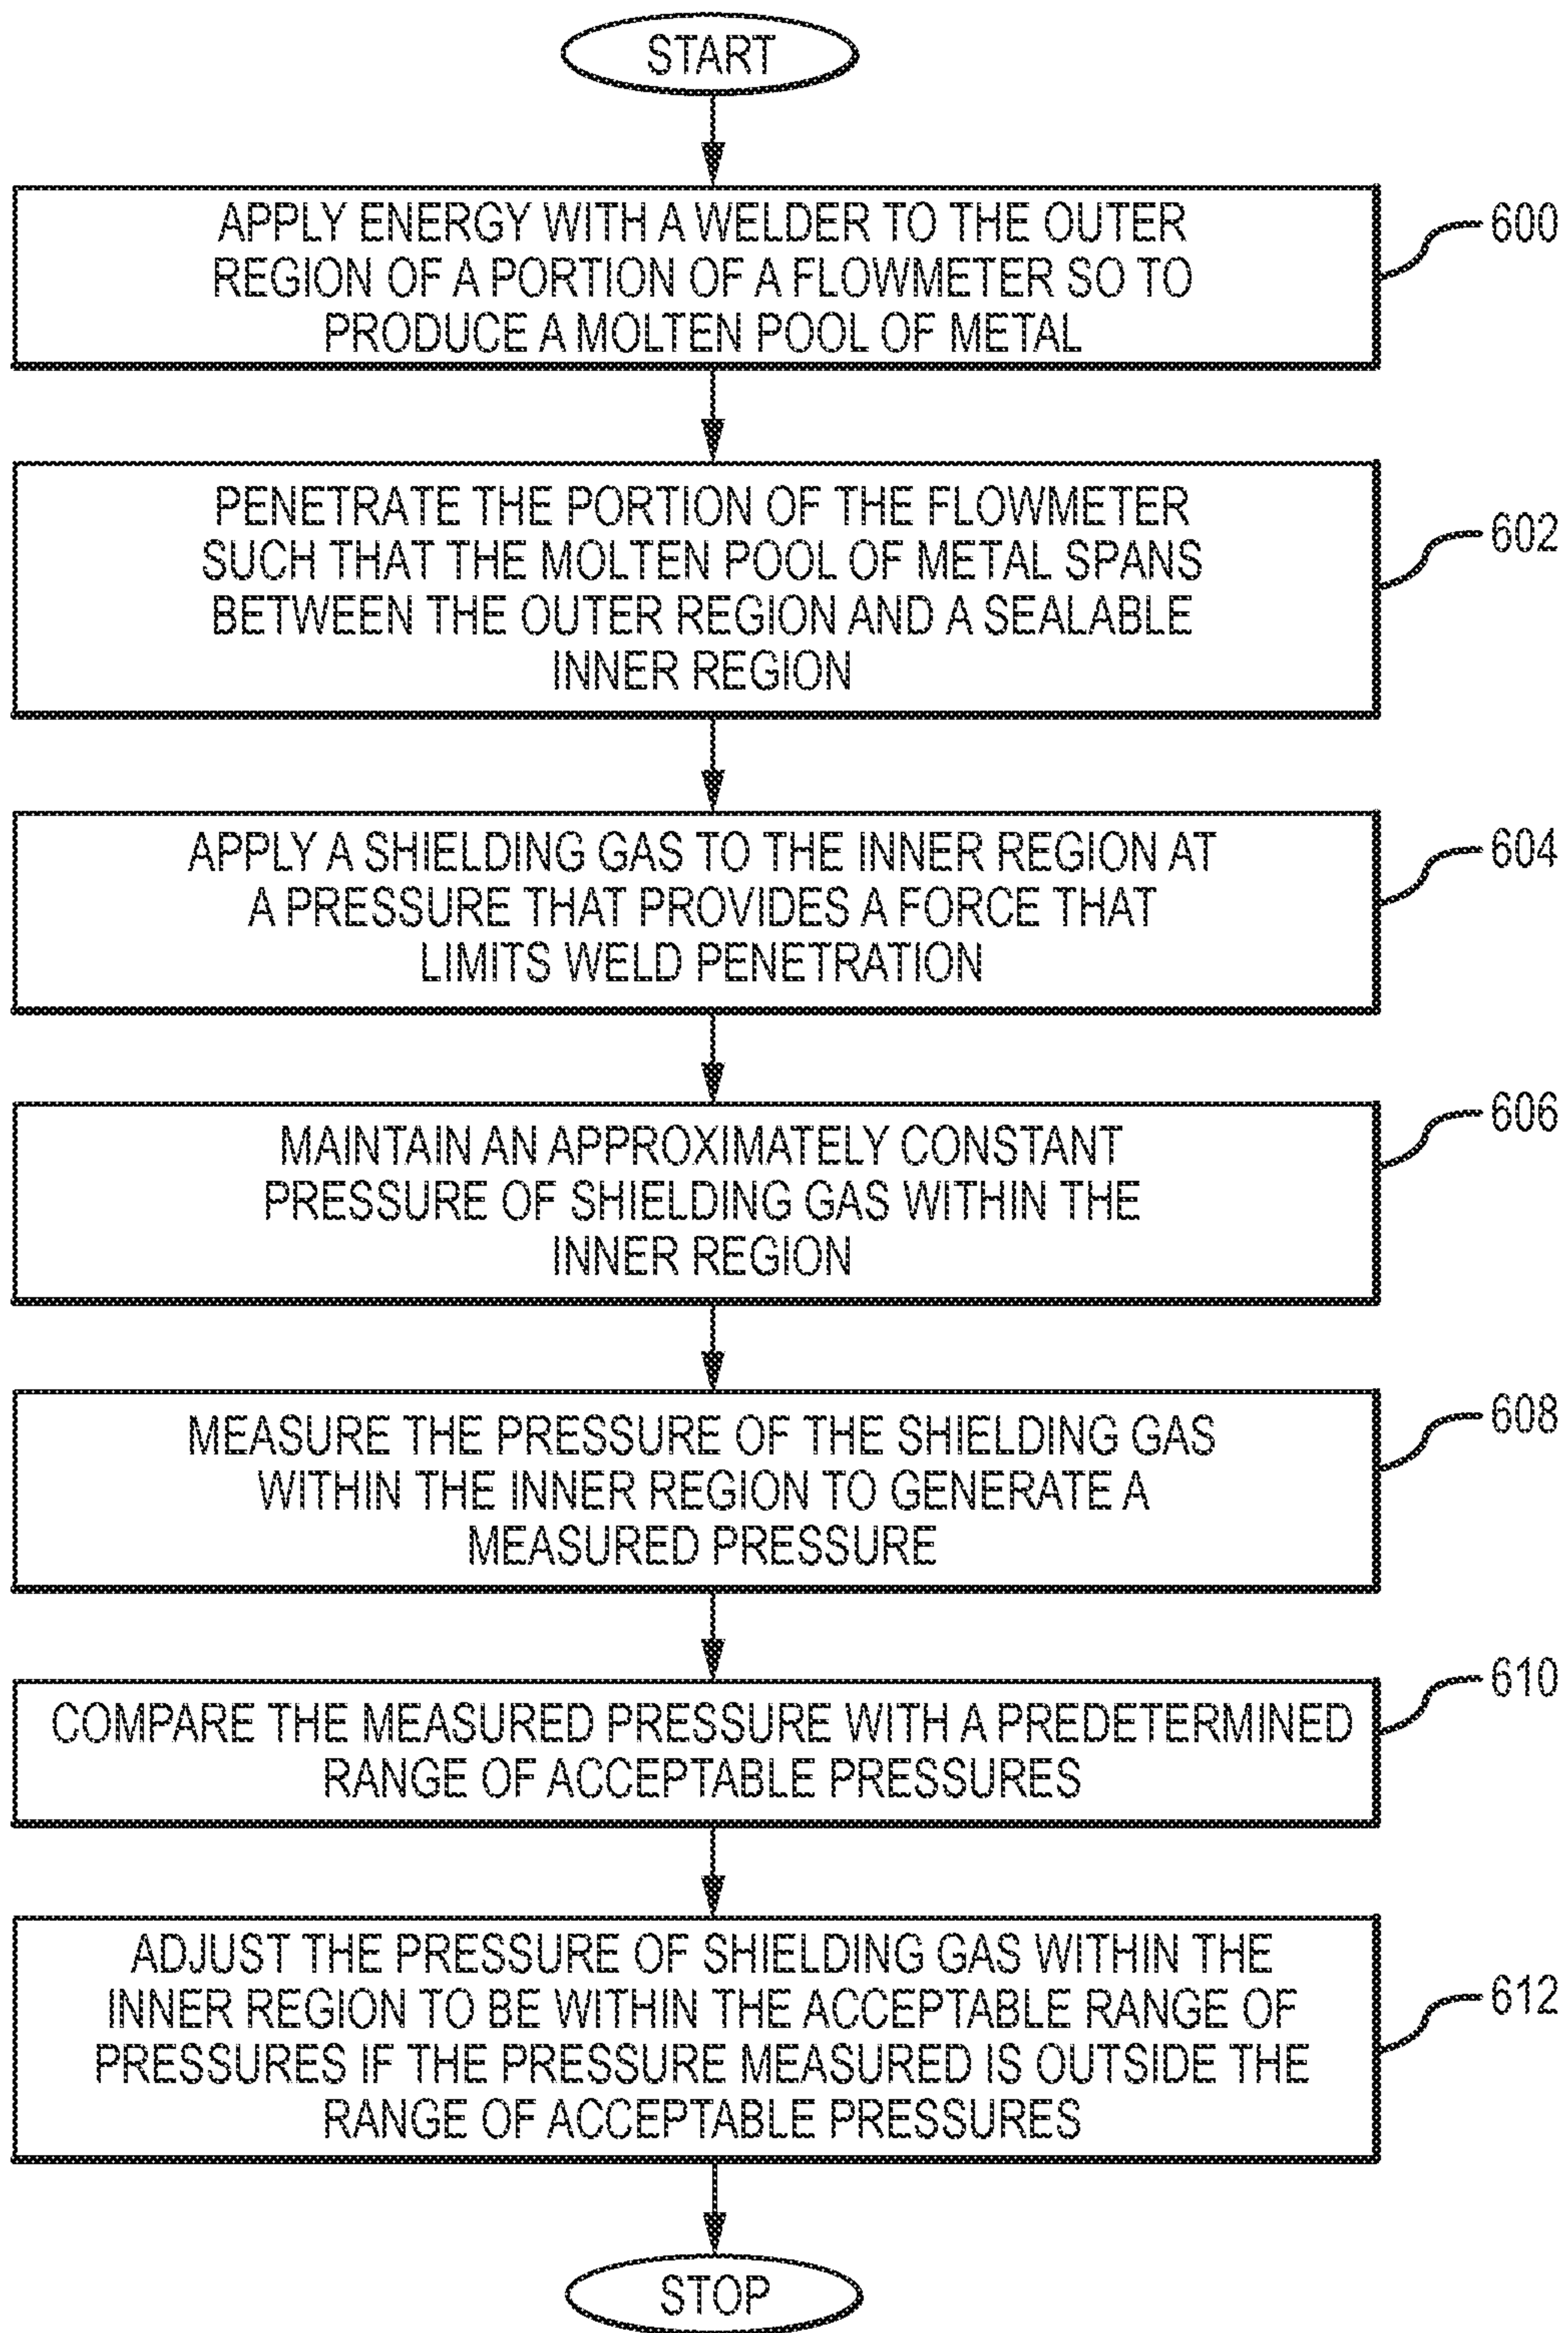 START
APPLY ENERGY WITH A WELDER TO THE OUTER
REGION OF A PORTION OF A FLOWMETER SO TO
PRODUCE A MOLTEN POOL OF METAL
600
PENETRATE THE PORTION OF THE FLOWMETER
SUCH THAT THE MOLTEN POOL OF METAL SPANS
BETWEEN THE OUTER REGION AND A SEALABLE
INNER REGION
602
APPLY A SHIELDING GAS TO THE INNER REGION AT
A PRESSURE THAT PROVIDES A FORCE THAT
LIMITS WELD PENETRATION
604
MAINTAIN AN APPROXIMATELY CONSTANT
PRESSURE OF SHIELDING GAS WITHIN THE
INNER REGION
606
MEASURE THE PRESSURE OF THE SHIELDING GAS
WITHIN THE INNER REGION TO GENERATE A
MEASURED PRESSURE
608
COMPARE THE MEASURED PRESSURE WITH A PREDETERMINED
RANGE OF ACCEPTABLE PRESSURES
610
ADJUST THE PRESSURE OF SHIELDING GAS WITHIN THE
INNER REGION TO BE WITHIN THE ACCEPTABLE RANGE OF
PRESSURES IF THE PRESSURE MEASURED IS OUTSIDE THE
RANGE OF ACCEPTABLE PRESSURES
612
STOP